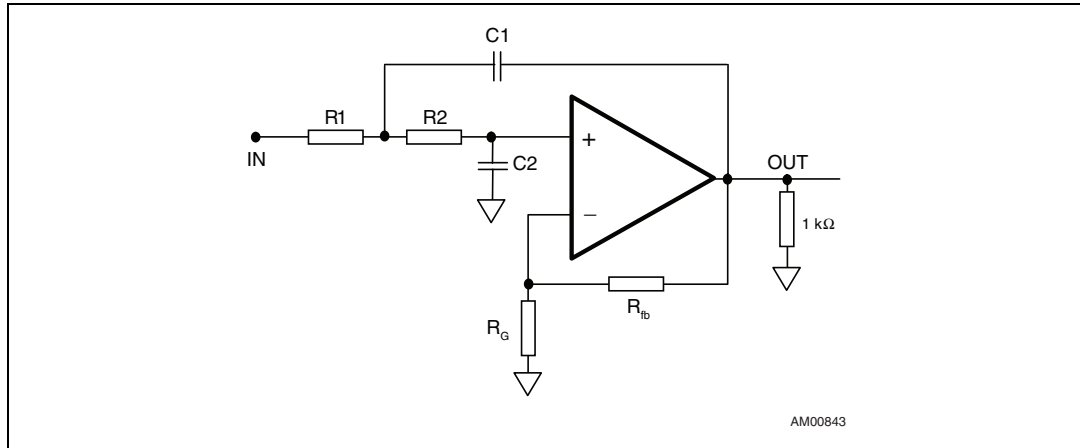 C1
R1
R2
IN
+
C2
OUT
−
1 kΩ
R_fb
R_G
AM00843